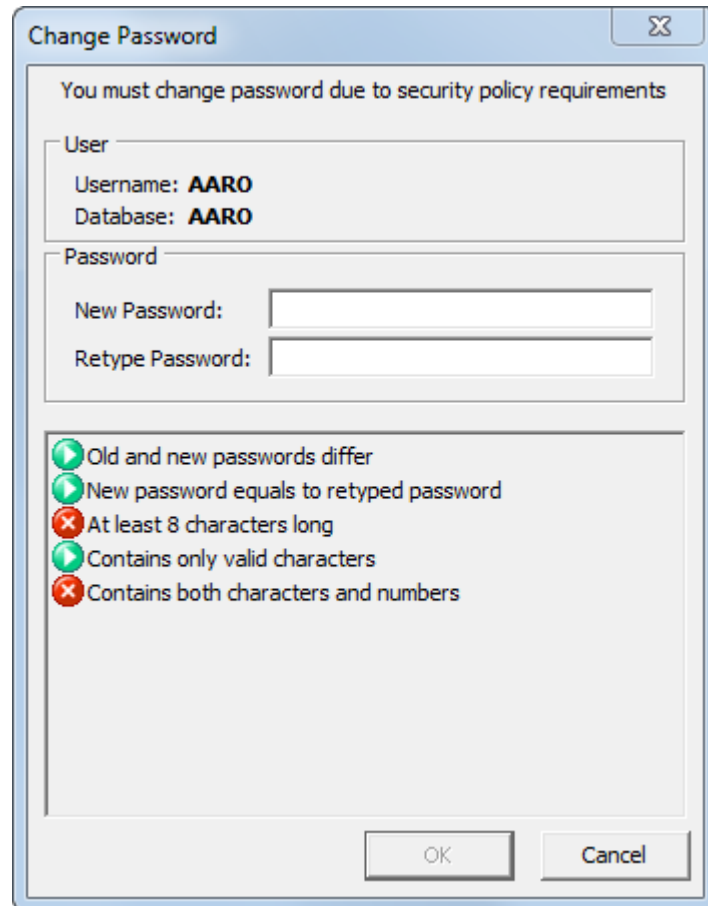 Change Password
You must change password due to security policy requirements
User
Username: AARO
Database: AARO
Password
New Password:
Retype Password:
Old and new passwords differ
New password equals to retyped password
At least 8 characters long
Contains only valid characters
Contains both characters and numbers
OK
Cancel